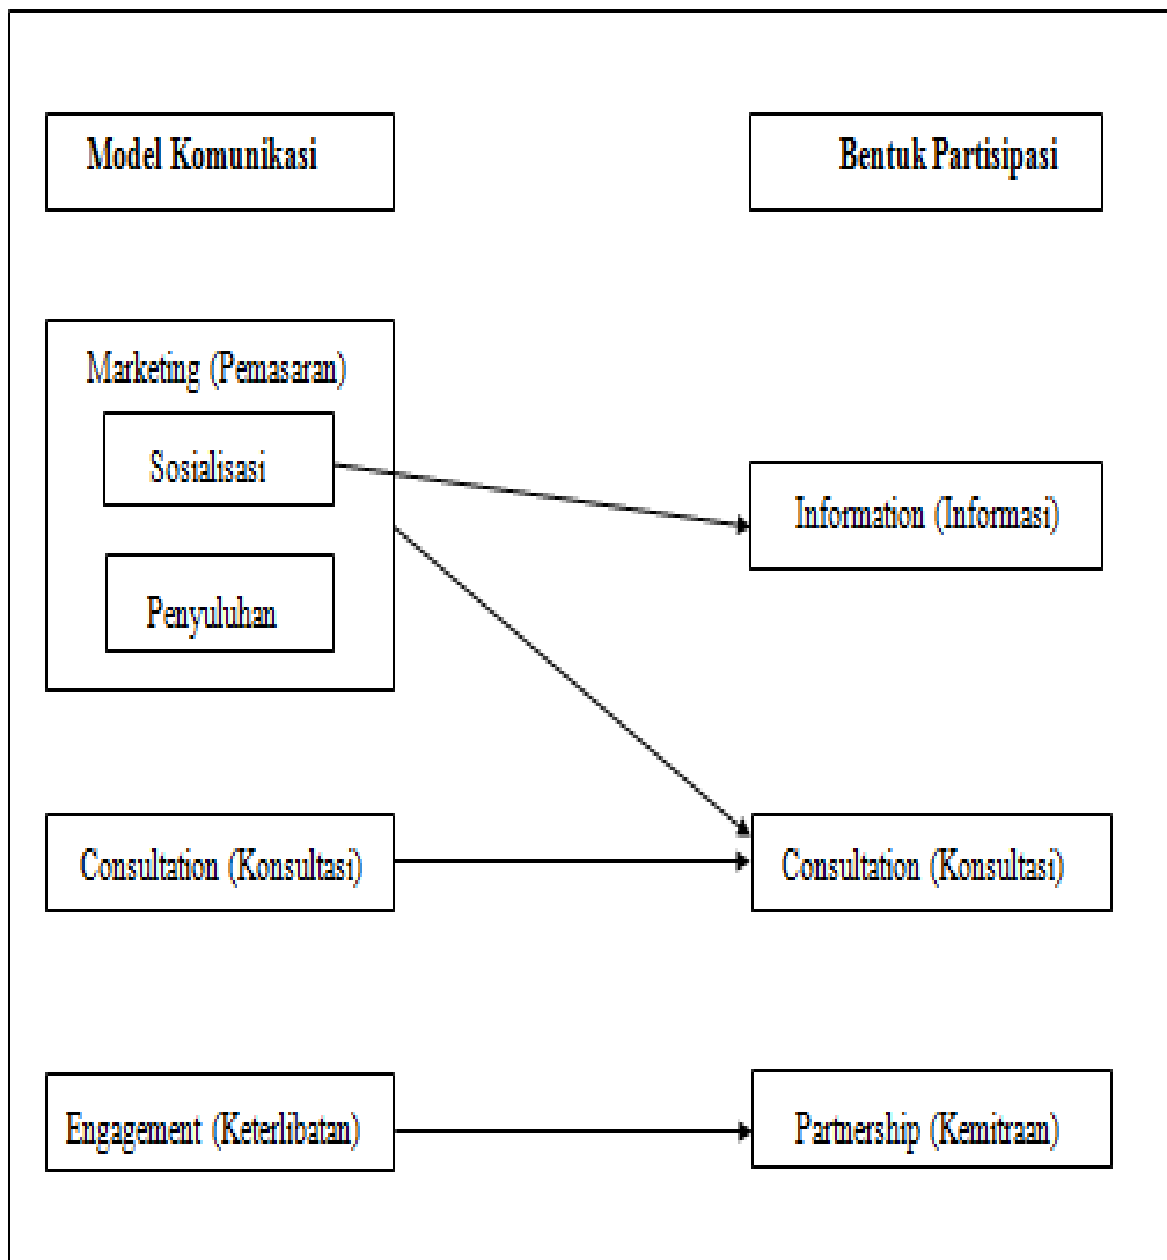 Model Komunikasi
Bentuk Partisipasi
Marketing (Pemasaran)
Sosialisasi
Penyuluhan
Information (Informasi)
Consultation (Konsultasi)
Consultation (Konsultasi)
Engagement (Keterlibatan)
Partnership (Kemitraan)